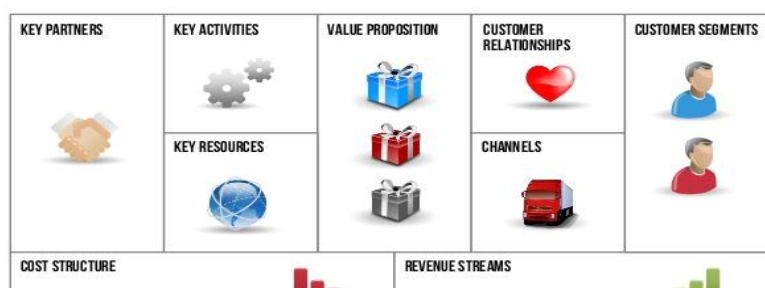 KEY PARTNERS
KEY ACTIVITIES
VALUE PROPOSITION
CUSTOMER
RELATIONSHIPS
CUSTOMER SEGMENTS
KEY RESOURCES
CHANNELS
COST STRUCTURE
REVENUE STREAMS